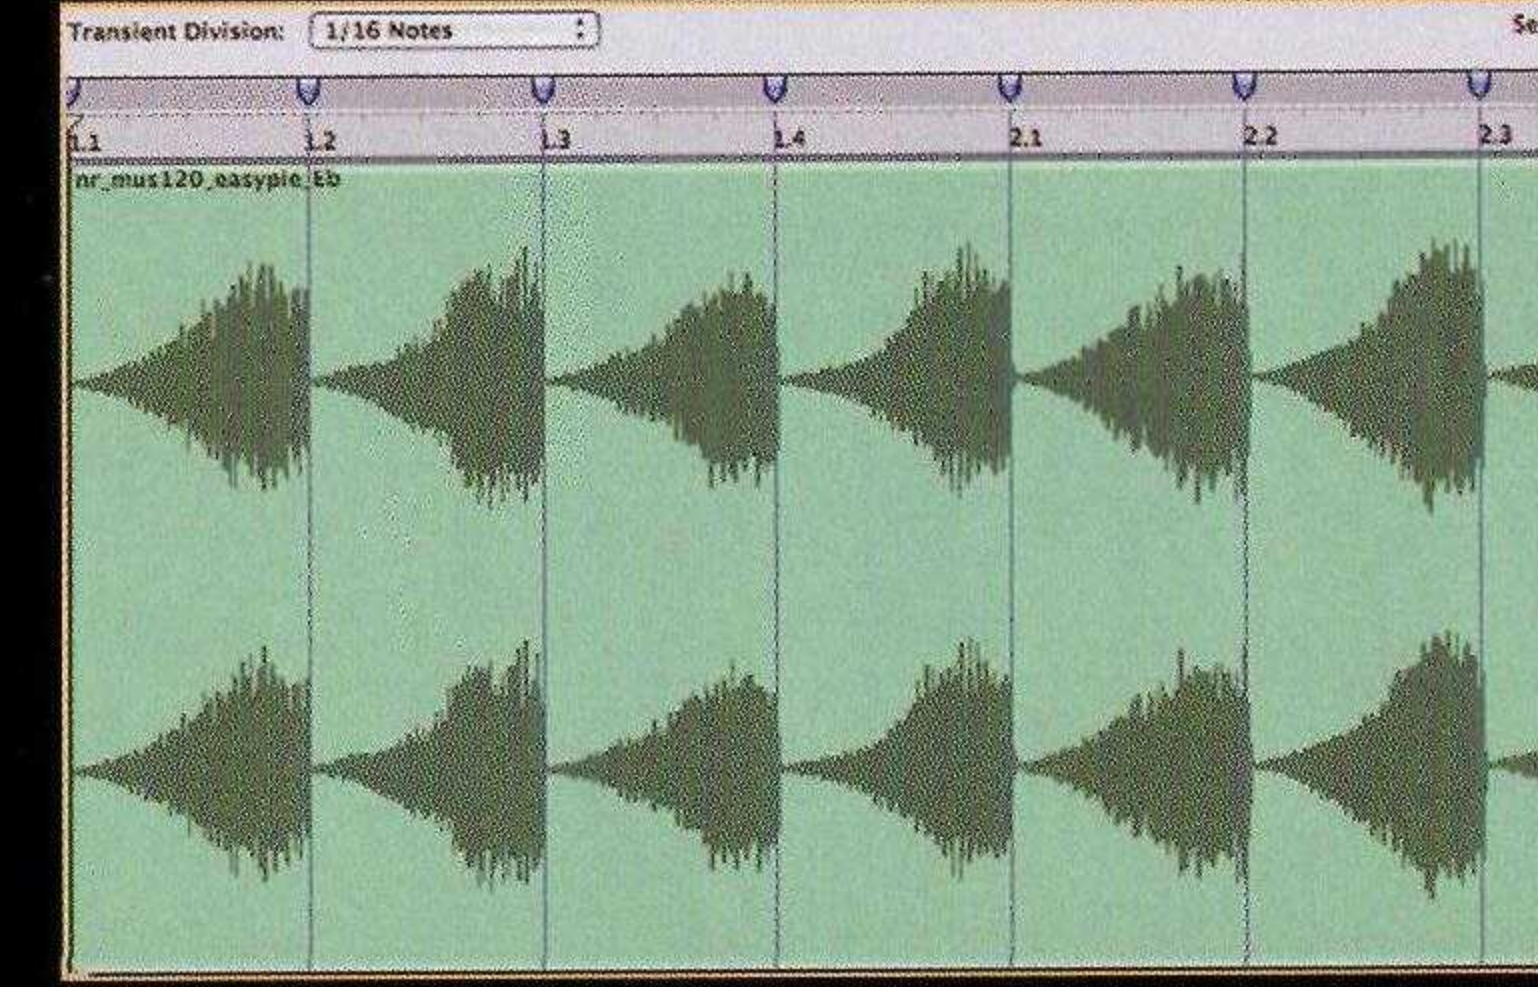 Transient Division: 1/16 Notes
1.1 1.2 1.3 1.4 2.1 2.2 2.3
nr_mus120_easypie_Eb